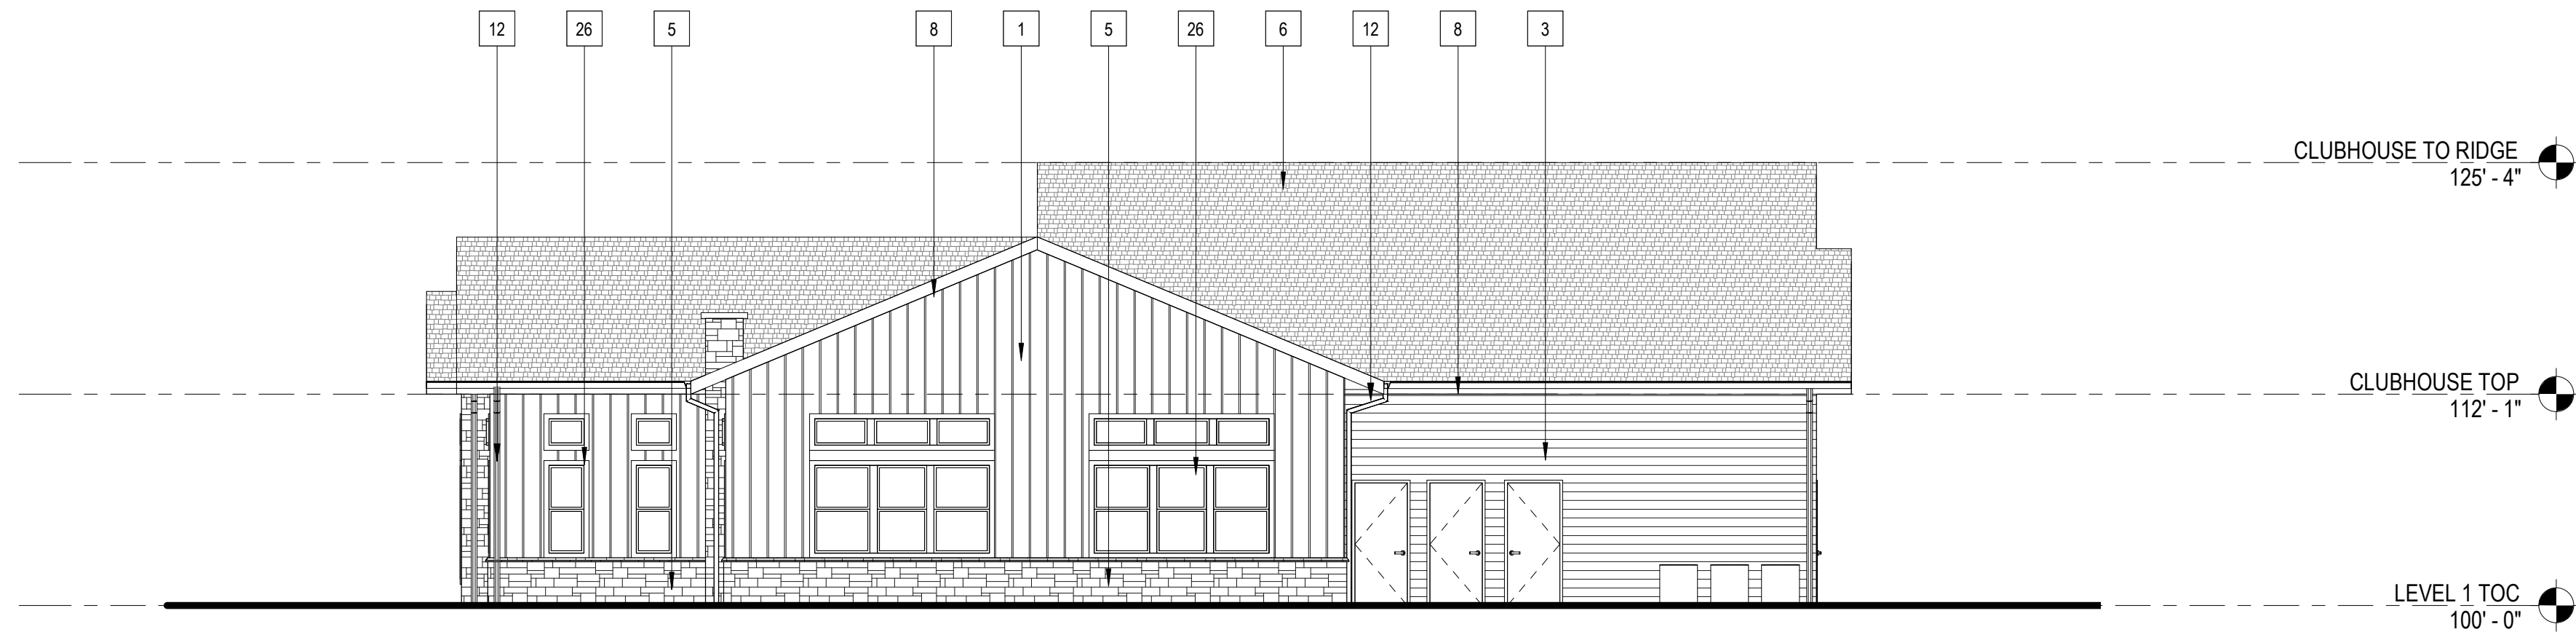 12 26 5 8 1 5 26 6 12 8 3
CLUBHOUSE TO RIDGE
125' - 4"
CLUBHOUSE TOP
112' - 1"
LEVEL 1 TOC
100' - 0"